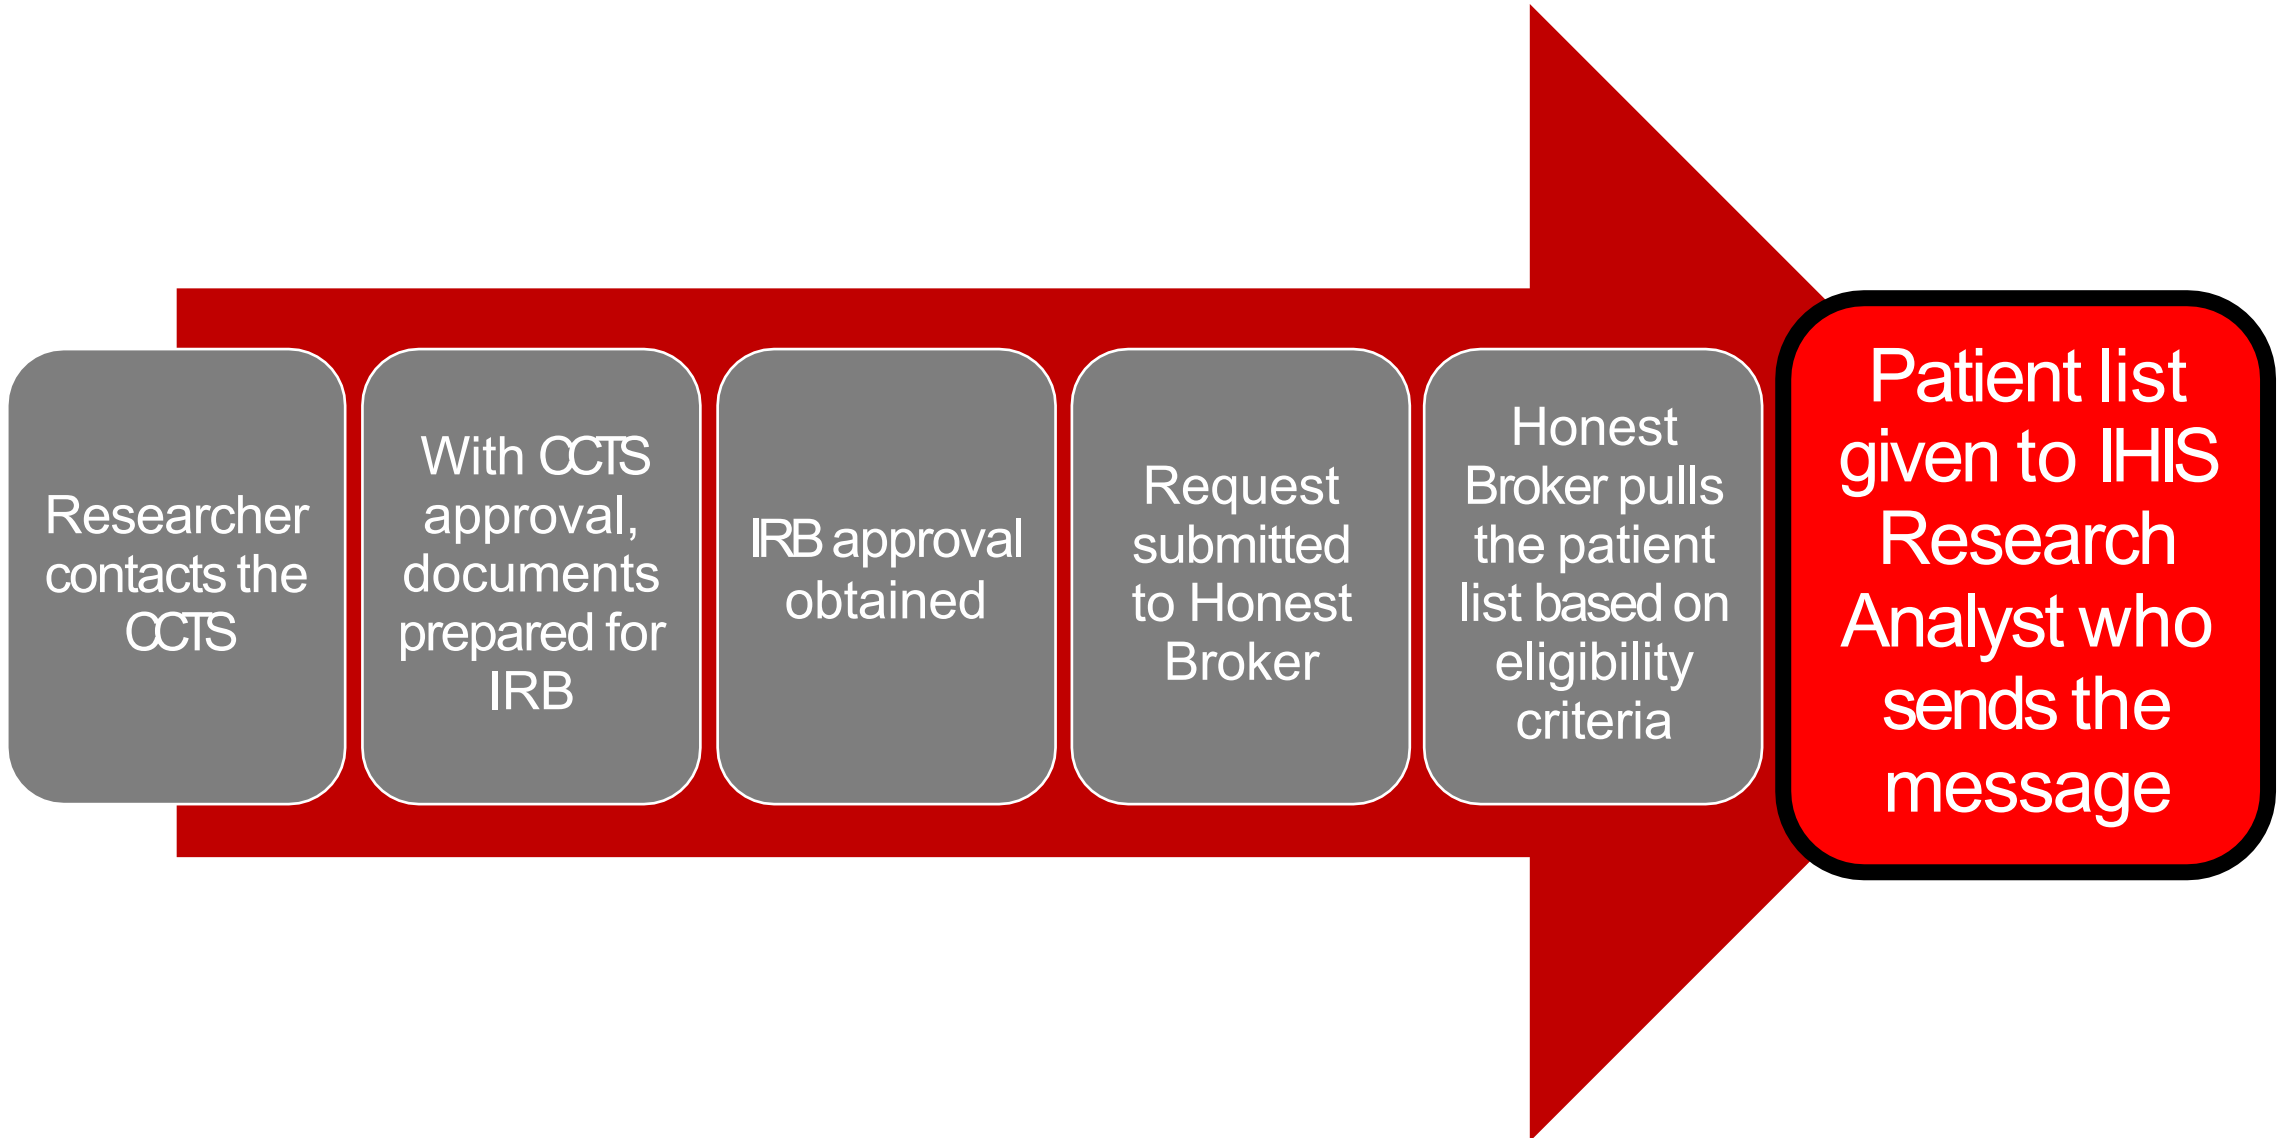 Researcher
contacts the
CCTS
With CCTS
approval,
documents
prepared for
IRB
IRB approval
obtained
Request
submitted
to Honest
Broker
Honest
Broker pulls
the patient
list based on
eligibility
criteria
Patient list
given to IHIS
Research
Analyst who
sends the
message